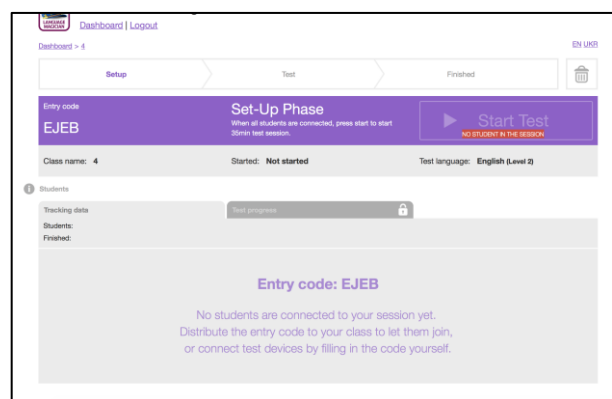 LANGUAGE
MAGICIAN
Dashboard | Logout
Dashboard > 4
EN UKR
Setup
Test
Finished
Entry code
EJEB
Set-Up Phase
When all students are connected, press start to start
35min test session.
Start Test
NO STUDENT IN THE SESSION
Class name: 4
Started: Not started
Test language: English (Level 2)
Students
Tracking data
Test progress
Students:
Finished:
Entry code: EJEB
No students are connected to your session yet.
Distribute the entry code to your class to let them join,
or connect test devices by filling in the code yourself.